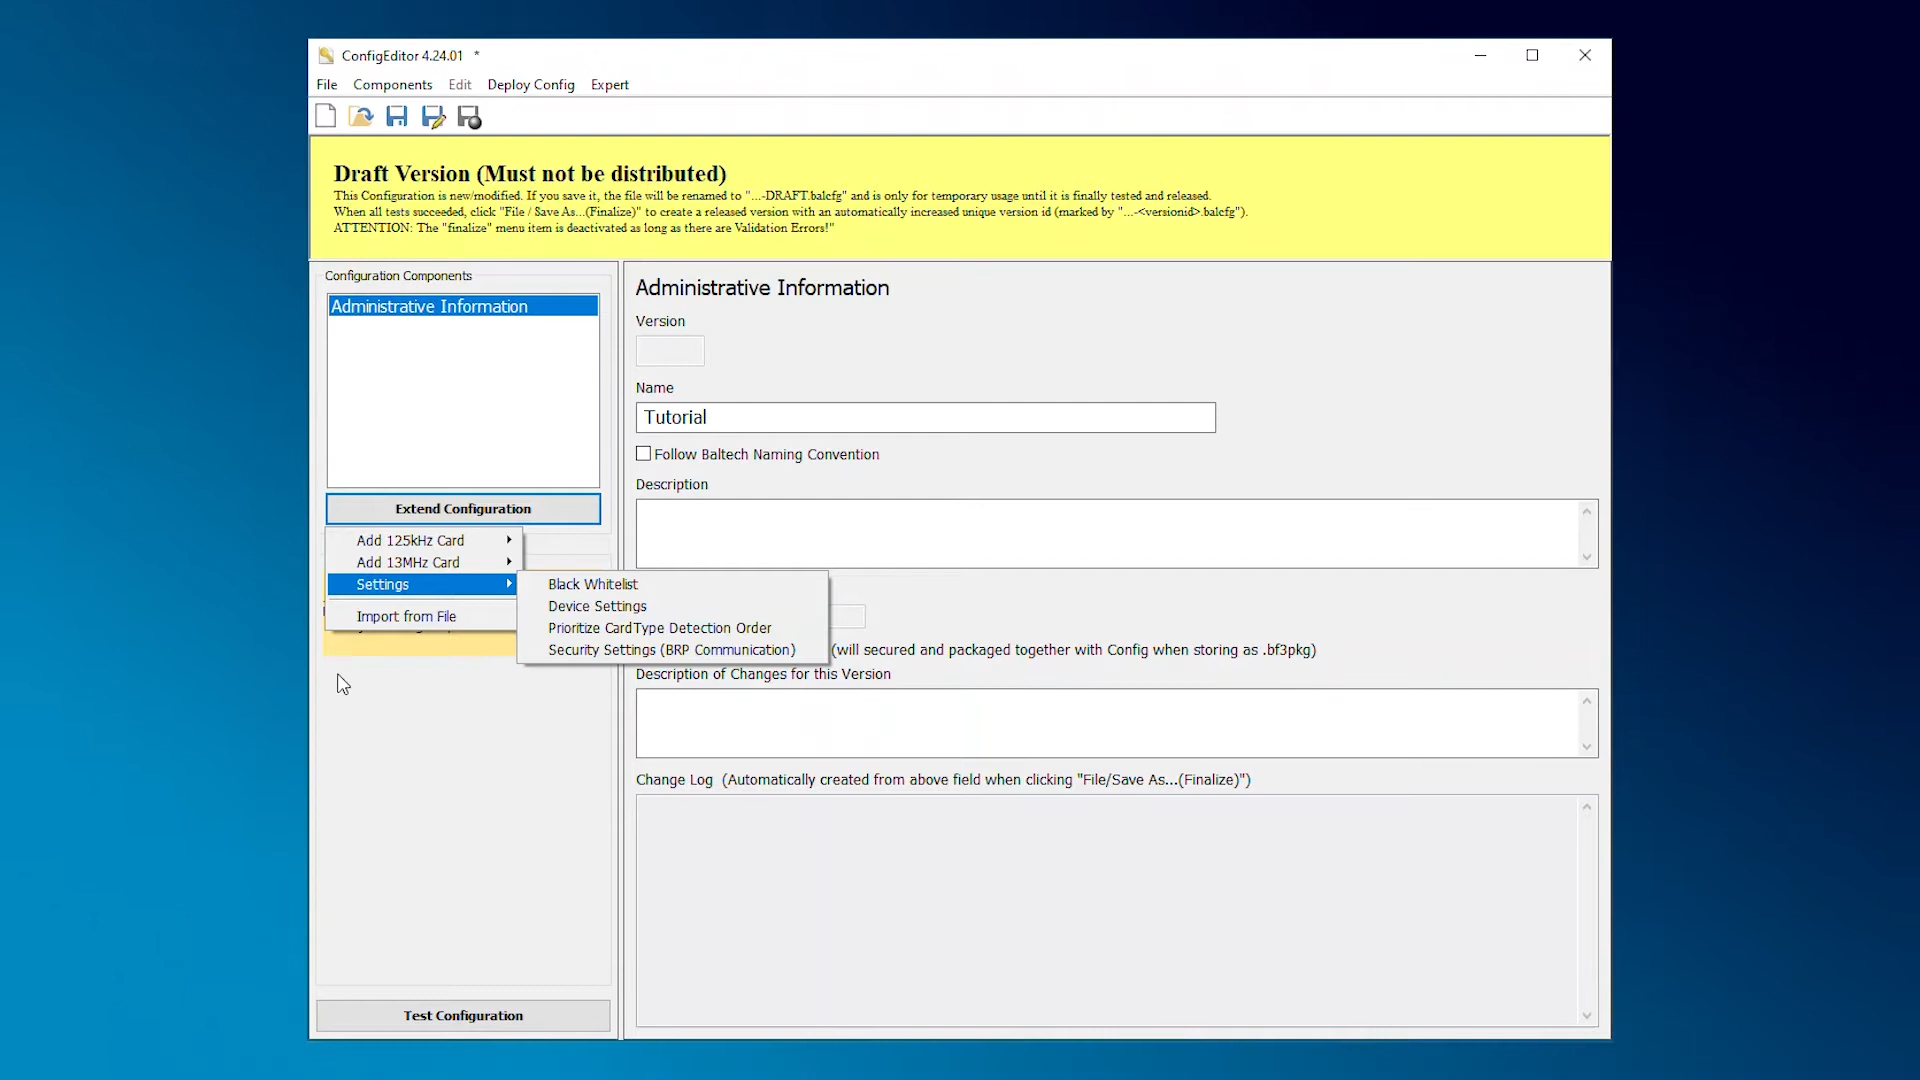 ConfigEditor 4.24.01 *
File Components Edit Deploy Config Expert
Draft Version (Must not be distributed)
This Configuration is new/modified. If you save it, the file will be renamed to "...-DRAFT.balcfg" and is only for temporary usage until it is finally tested and released.
When all tests succeeded, click "File / Save As...(Finalize)" to create a released version with an automatically increased unique version id (marked by "...-<versionid>.balcfg").
ATTENTION: The "finalize" menu item is deactivated as long as there are Validation Errors!"
Configuration Components
Administrative Information
Extend Configuration
Add 125kHz Card
Add 13MHz Card
Settings
Import from File
Black Whitelist
Device Settings
Prioritize CardType Detection Order
Security Settings (BRP Communication)
Test Configuration
Administrative Information
Version
Name
Tutorial
Follow Baltech Naming Convention
Description
(will secured and packaged together with Config when storing as .bf3pkg)
Description of Changes for this Version
Change Log (Automatically created from above field when clicking "File/Save As...(Finalize)")